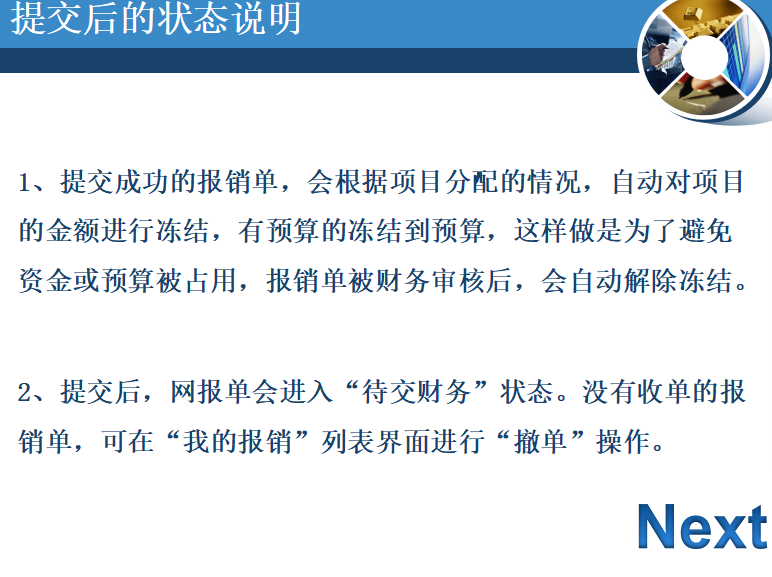 提交后的状态说明
1、提交成功的报销单，会根据项目分配的情况，自动对项目
的金额进行冻结，有预算的冻结到预算，这样做是为了避免
资金或预算被占用，报销单被财务审核后，会自动解除冻结。
2、提交后，网报单会进入“待交财务”状态。没有收单的报
销单，可在“我的报销”列表界面进行“撤单”操作。
Next